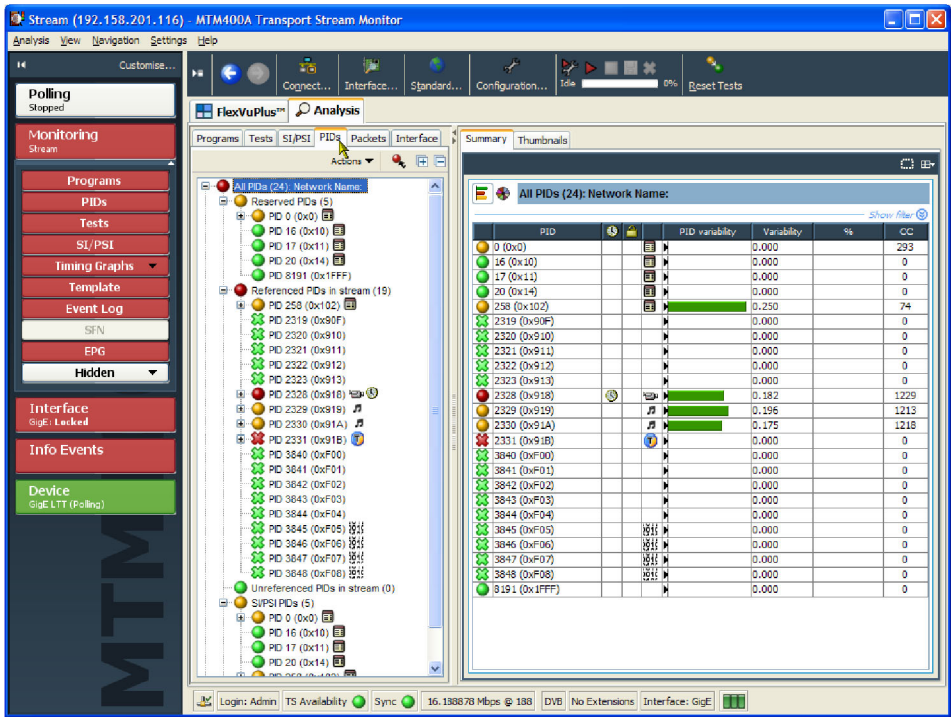 Stream (192.158.201.116) - MTM400A Transport Stream Monitor
Analysis View Navigation Settings Help
Customise...
Connect... Interface... Standard... Configuration... Idle 0% Reset Tests
Polling
Stopped
FlexVuPlus™ Analysis
Monitoring
Stream
Programs Tests SI/PSI PIDs Packets Interface
Summary Thumbnails
Actions
Programs
PIDs
Tests
SI/PSI
Timing Graphs
Template
Event Log
SFN
EPG
Hidden
Interface
GigE: Locked
Info Events
Device
GigE LTT (Polling)
MTM
All PIDs (24): Network Name:
Reserved PIDs (5)
PID 0 (0x0)
PID 16 (0x10)
PID 17 (0x11)
PID 20 (0x14)
PID 8191 (0x1FFF)
Referenced PIDs in stream (19)
PID 258 (0x102)
PID 2319 (0x90F)
PID 2320 (0x910)
PID 2321 (0x911)
PID 2322 (0x912)
PID 2323 (0x913)
PID 2328 (0x918)
PID 2329 (0x919)
PID 2330 (0x91A)
PID 2331 (0x91B)
PID 3840 (0xF00)
PID 3841 (0xF01)
PID 3842 (0xF02)
PID 3843 (0xF03)
PID 3844 (0xF04)
PID 3845 (0xF05)
PID 3846 (0xF06)
PID 3847 (0xF07)
PID 3848 (0xF08)
Unreferenced PIDs in stream (0)
SI/PSI PIDs (5)
PID 0 (0x0)
PID 16 (0x10)
PID 17 (0x11)
PID 20 (0x14)
All PIDs (24): Network Name:
Show filter
PID PID variability Variability % CC
0 (0x0) 0.000 293
16 (0x10) 0.000 0
17 (0x11) 0.000 0
20 (0x14) 0.000 0
258 (0x102) 0.250 74
2319 (0x90F) 0.000 0
2320 (0x910) 0.000 0
2321 (0x911) 0.000 0
2322 (0x912) 0.000 0
2323 (0x913) 0.000 0
2328 (0x918) 0.182 1229
2329 (0x919) 0.196 1213
2330 (0x91A) 0.175 1218
2331 (0x91B) 0.000 0
3840 (0xF00) 0.000 0
3841 (0xF01) 0.000 0
3842 (0xF02) 0.000 0
3843 (0xF03) 0.000 0
3844 (0xF04) 0.000 0
3845 (0xF05) 0.000 0
3846 (0xF06) 0.000 0
3847 (0xF07) 0.000 0
3848 (0xF08) 0.000 0
8191 (0x1FFF) 0.000 0
Login: Admin TS Availability Sync 16.188878 Mbps @ 188 DVB No Extensions Interface: GigE